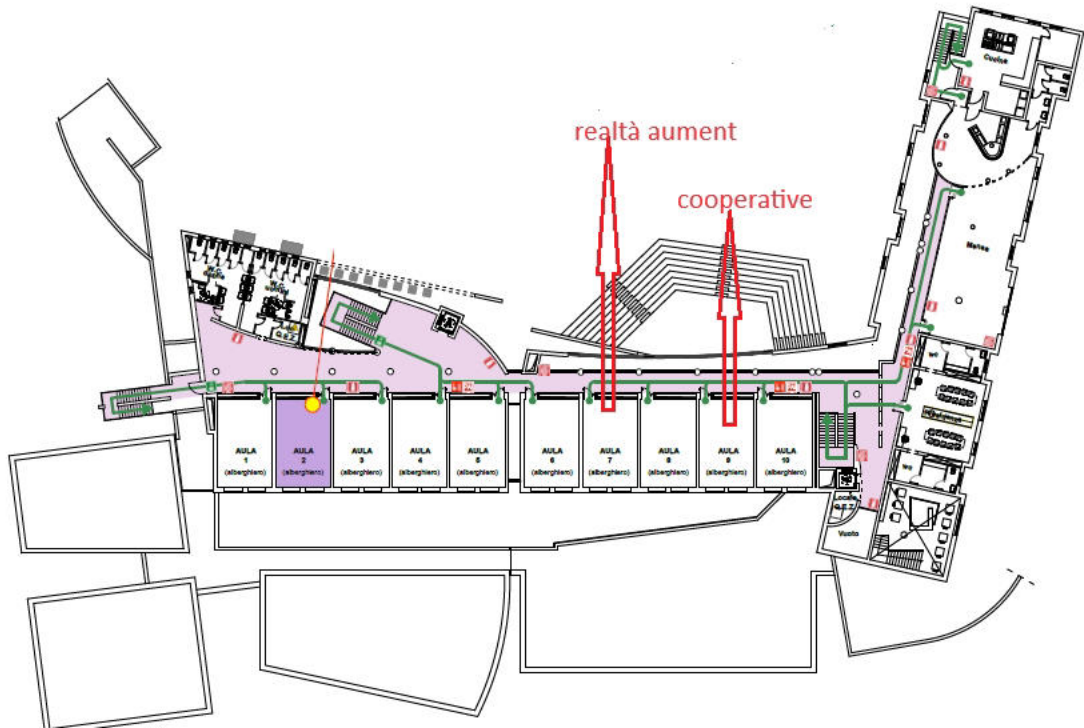 Cucina
realtà aument
cooperative
Mensa
AULA
1
(alberghiero)
AULA
2
(alberghiero)
AULA
3
(alberghiero)
AULA
4
(alberghiero)
AULA
5
(alberghiero)
AULA
6
(alberghiero)
AULA
7
(alberghiero)
AULA
8
(alberghiero)
AULA
9
(alberghiero)
AULA
10
(alberghiero)
Locale
Q.E.Z.
Vuoto